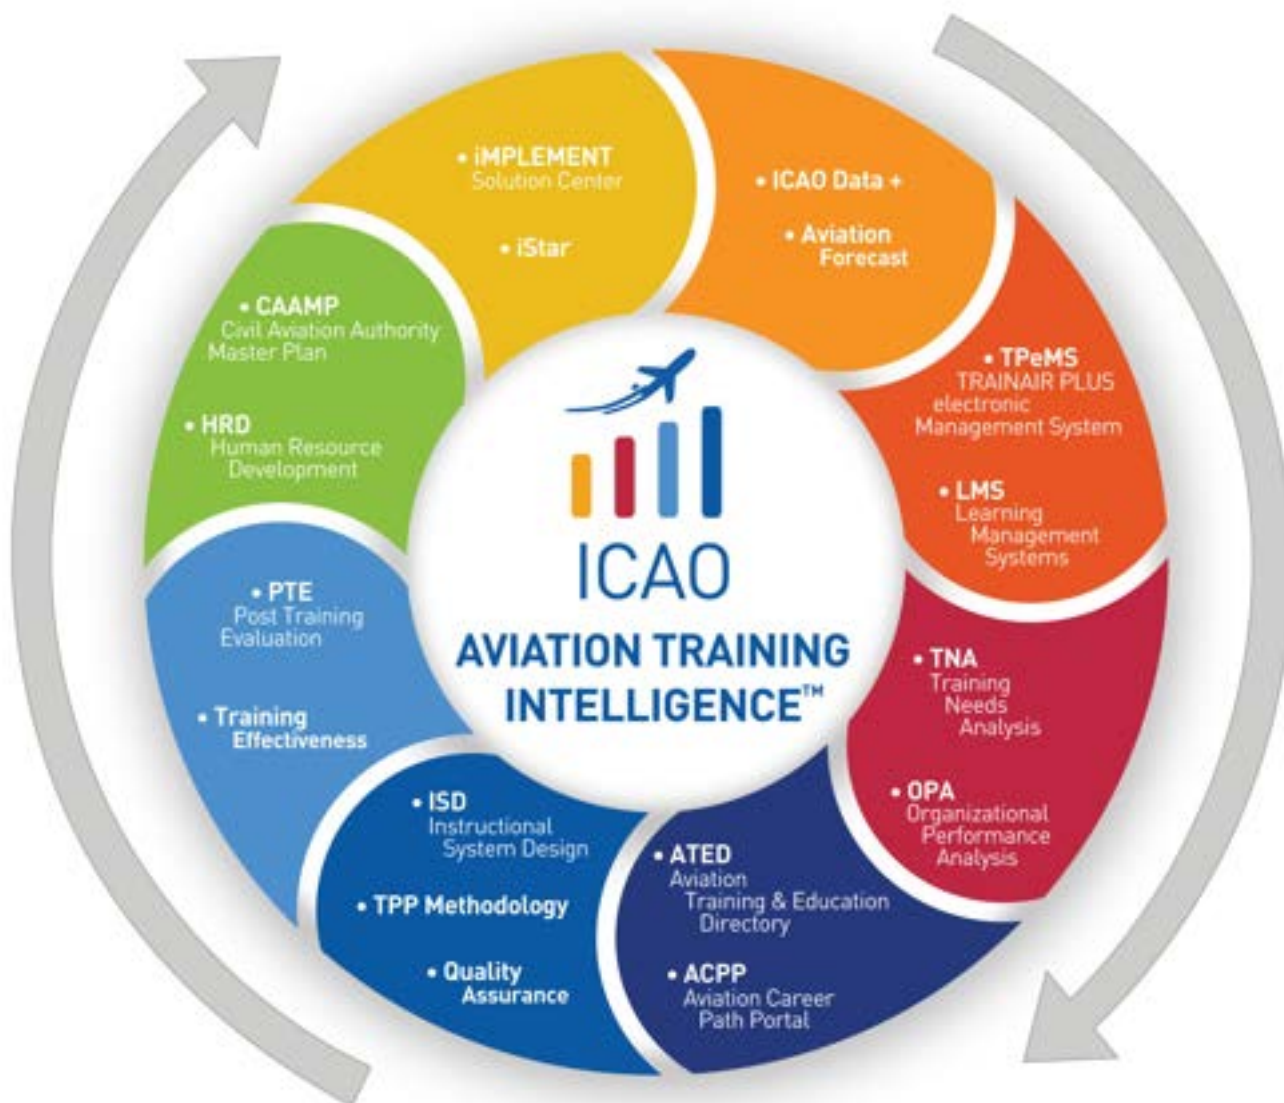 • iMPLEMENT
Solution Center
• iStar
• ICAO Data +
• Aviation
Forecast
• TPeMS
TRAINAIR PLUS
electronic
Management System
• LMS
Learning
Management
Systems
• TNA
Training
Needs
Analysis
• OPA
Organizational
Performance
Analysis
• ATED
Aviation
Training & Education
Directory
• ACPP
Aviation Career
Path Portal
• ISD
Instructional
System Design
• TPP Methodology
• Quality
Assurance
• PTE
Post Training
Evaluation
• Training
Effectiveness
• CAAMP
Civil Aviation Authority
Master Plan
• HRD
Human Resource
Development
ICAO
AVIATION TRAINING
INTELLIGENCE™